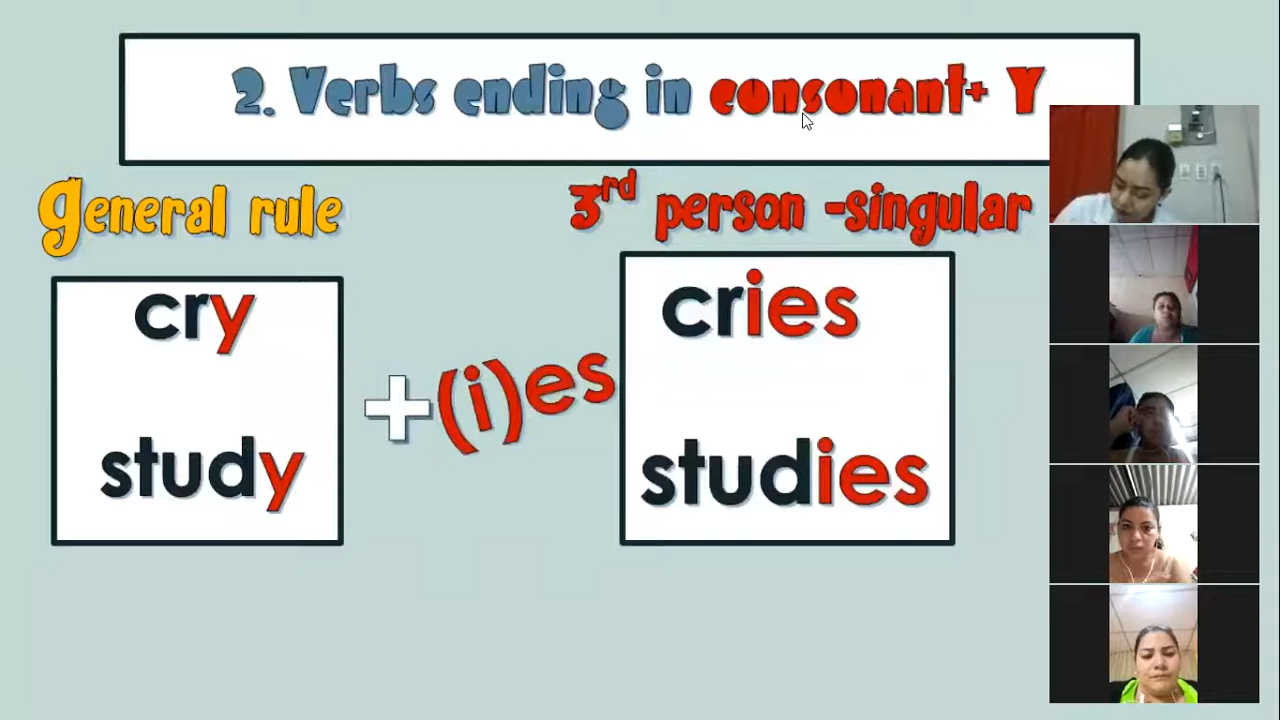 2. Verbs ending in consonant+ Y
general rule
3rd person -singular
cry
study
+(i)es
cries
studies